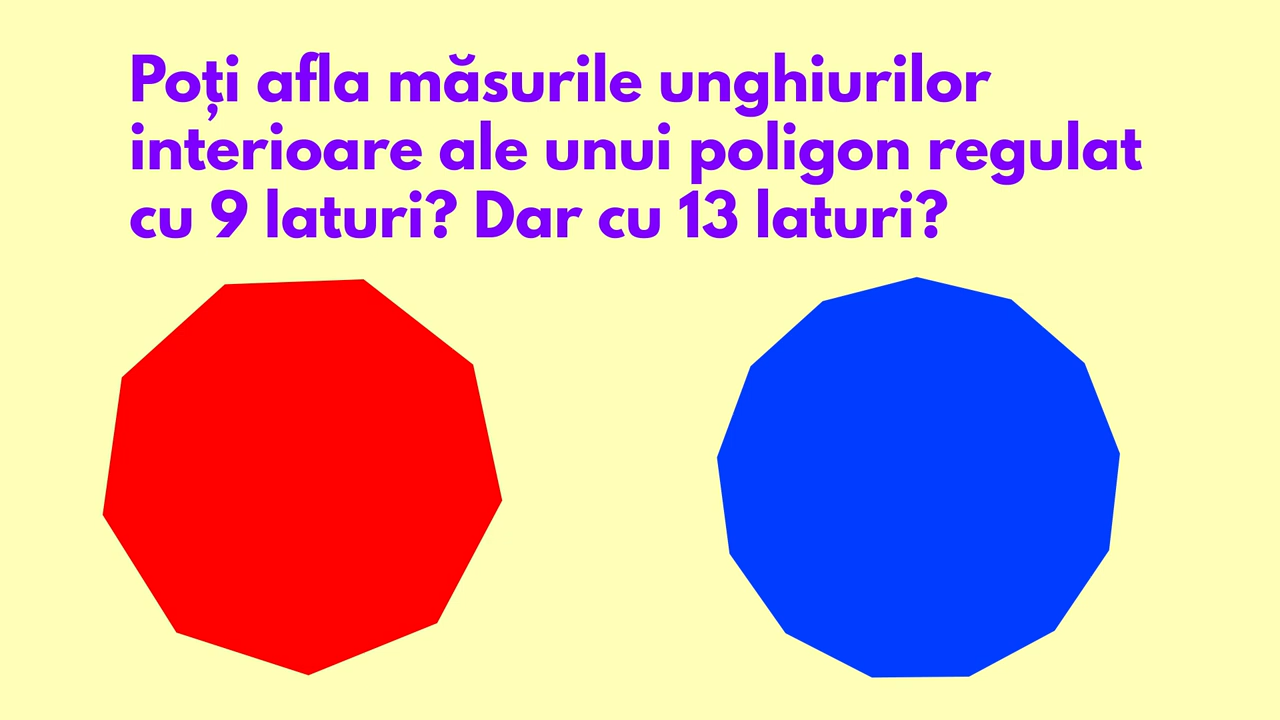 Poți afla măsurile unghiurilor
interioare ale unui poligon regulat
cu 9 laturi? Dar cu 13 laturi?